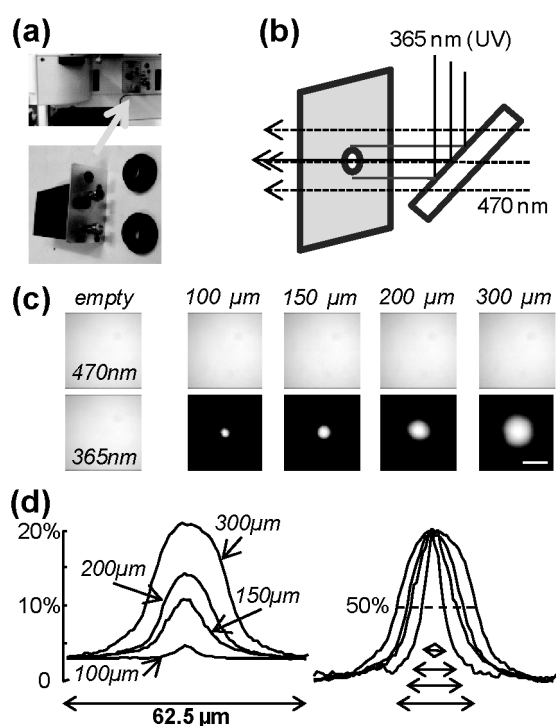 (a)
(b)
365 nm (UV)
470 nm
(c)
empty
100 µm
150 µm
200 µm
300 µm
470nm
365nm
(d)
20%
10%
0
300µm
200µm
150µm
100µm
50%
62.5 µm